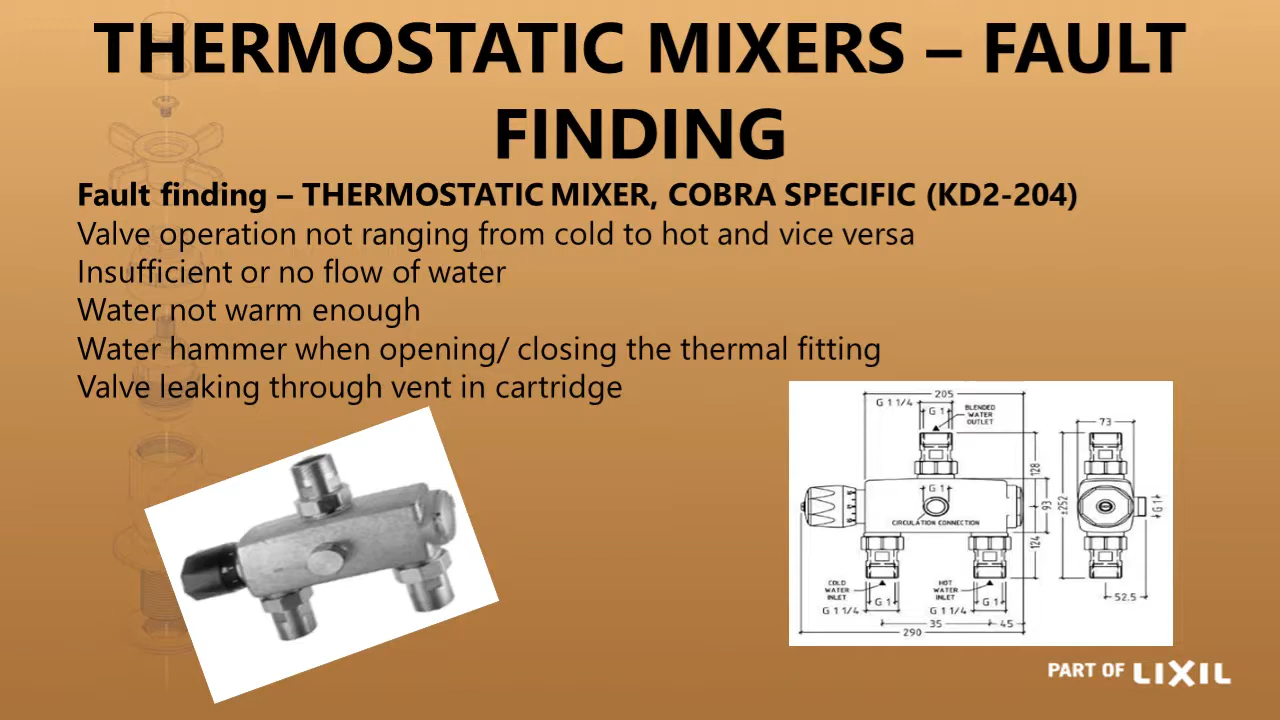 THERMOSTATIC MIXERS – FAULT
FINDING
Fault finding – THERMOSTATIC MIXER, COBRA SPECIFIC (KD2-204)
Valve operation not ranging from cold to hot and vice versa
Insufficient or no flow of water
Water not warm enough
Water hammer when opening/ closing the thermal fitting
Valve leaking through vent in cartridge
205
G 1 1/4
G 1
BLENDED
WATER
OUTLET
73
128
G 1
93
±252
G 1
CIRCULATION CONNECTION
124
COLD
WATER
INLET
HOT
WATER
INLET
G 1
G 1 1/4
G 1
G 1 1/4
52.5
35
45
290
PART OF LIXIL